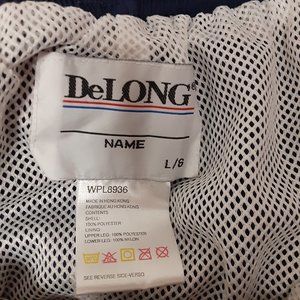 DeLONG®
NAME
L/G
WPL8936
MADE IN HONG KONG
FABRIQUE AU HONG KONG
CONTENTS
SHELL:
100% POLYESTER
LINING:
UPPER LEG: 100% POLYESTER
LOWER LEG: 100% NYLON
SEE REVERSE SIDE-VERSO